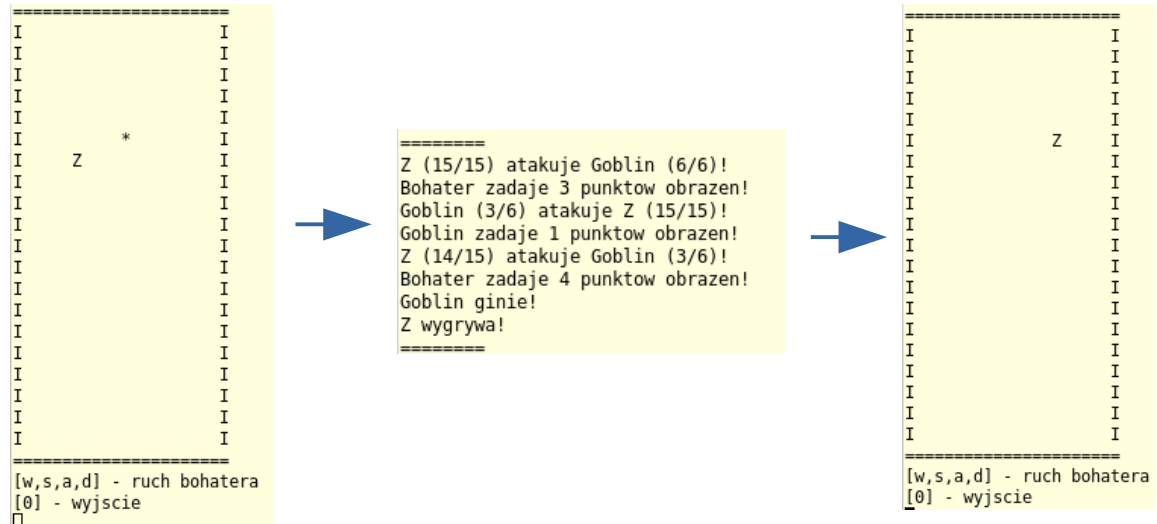 ======================
I                    I
I                    I
I                    I
I                    I
I                    I
I          *         I
I     Z              I
I                    I
I                    I
I                    I
I                    I
I                    I
I                    I
I                    I
I                    I
I                    I
I                    I
I                    I
I                    I
I                    I
======================
[w,s,a,d] - ruch bohatera
[0] - wyjscie
========
Z (15/15) atakuje Goblin (6/6)!
Bohater zadaje 3 punktow obrazen!
Goblin (3/6) atakuje Z (15/15)!
Goblin zadaje 1 punktow obrazen!
Z (14/15) atakuje Goblin (3/6)!
Bohater zadaje 4 punktow obrazen!
Goblin ginie!
Z wygrywa!
========
======================
I                    I
I                    I
I                    I
I                    I
I                    I
I              Z     I
I                    I
I                    I
I                    I
I                    I
I                    I
I                    I
I                    I
I                    I
I                    I
I                    I
I                    I
I                    I
I                    I
I                    I
======================
[w,s,a,d] - ruch bohatera
[0] - wyjscie